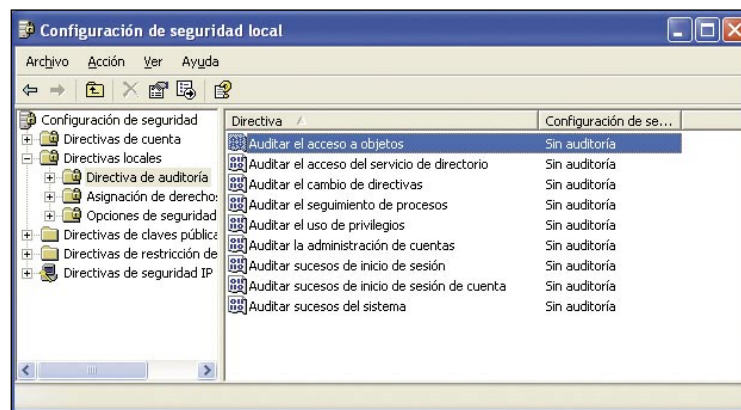 Configuración de seguridad local
Archivo Acción Ver Ayuda
Configuración de seguridad
Directivas de cuenta
Directivas locales
Directiva de auditoría
Asignación de derecho
Opciones de seguridad
Directivas de claves pública
Directivas de restricción de
Directivas de seguridad IP
Directiva Configuración de se...
Auditar el acceso a objetos Sin auditoría
Auditar el acceso del servicio de directorio Sin auditoría
Auditar el cambio de directivas Sin auditoría
Auditar el seguimiento de procesos Sin auditoría
Auditar el uso de privilegios Sin auditoría
Auditar la administración de cuentas Sin auditoría
Auditar sucesos de inicio de sesión Sin auditoría
Auditar sucesos de inicio de sesión de cuenta Sin auditoría
Auditar sucesos del sistema Sin auditoría